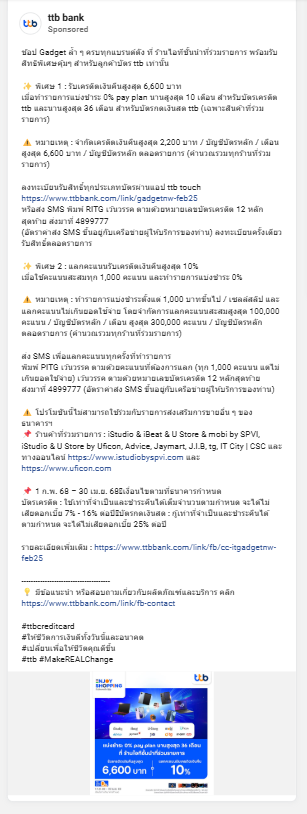 ttb bank
Sponsored
ช้อป Gadget ล้ำ ๆ ครบทุกแบรนด์ดัง ที่ ร้านไอทีชั้นนำที่ร่วมรายการ พร้อมรับ
สิทธิพิเศษคุ้มๆ สำหรับลูกค้าบัตร ttb เท่านั้น
✨ พิเศษ 1 : รับเครดิตเงินคืนสูงสุด 6,600 บาท
เมื่อทำรายการแบ่งชำระ 0% pay plan นานสูงสุด 10 เดือน สำหรับบัตรเครดิต
ttb และนานสูงสุด 36 เดือน สำหรับบัตรกดเงินสด ttb (เฉพาะสินค้าที่ร่วม
รายการ)
⚠️ หมายเหตุ : จำกัดเครดิตเงินคืนสูงสุด 2,200 บาท / บัญชีบัตรหลัก / เดือน
สูงสุด 6,600 บาท / บัญชีบัตรหลัก ตลอดรายการ (คำนวณรวมทุกร้านที่ร่วม
รายการ)
ลงทะเบียนรับสิทธิ์ทุกประเภทบัตรผ่านแอป ttb touch
https://www.ttbbank.com/link/gadgetnw-feb25
หรือส่ง SMS พิมพ์ RITG เว้นวรรค ตามด้วยหมายเลขบัตรเครดิต 12 หลัก
สุดท้าย ส่งมาที่ 4899777
(อัตราค่าส่ง SMS ขึ้นอยู่กับเครือข่ายผู้ให้บริการของท่าน) ลงทะเบียนครั้งเดียว
รับสิทธิ์ตลอดรายการ
✨ พิเศษ 2 : แลกคะแนนรับเครดิตเงินคืนสูงสุด 10%
เมื่อใช้คะแนนสะสมทุก 1,000 คะแนน และทำรายการแบ่งชำระ 0%
⚠️ หมายเหตุ : ทำรายการแบ่งชำระตั้งแต่ 1,000 บาทขึ้นไป / เซลล์สลิป และ
แลกคะแนนไม่เกินยอดใช้จ่าย โดยจำกัดการแลกคะแนนสะสมสูงสุด 100,000
คะแนน / บัญชีบัตรหลัก / เดือน สูงสุด 300,000 คะแนน / บัญชีบัตรหลัก
ตลอดรายการ (คำนวณรวมทุกร้านที่ร่วมรายการ)
ส่ง SMS เพื่อแลกคะแนนทุกครั้งที่ทำรายการ
พิมพ์ PITG เว้นวรรค ตามด้วยคะแนนที่ต้องการแลก (ทุก 1,000 คะแนน แต่ไม่
เกินยอดใช้จ่าย) เว้นวรรค ตามด้วยหมายเลขบัตรเครดิต 12 หลักสุดท้าย
ส่งมาที่ 4899777 (อัตราค่าส่ง SMS ขึ้นอยู่กับเครือข่ายผู้ให้บริการของท่าน)
⚠️ โปรโมชันนี้ไม่สามารถใช้ร่วมกับรายการส่งเสริมการขายอื่น ๆ ของ
ธนาคารฯ
📌 ร้านค้าที่ร่วมรายการ : iStudio & iBeat & U Store & mobi by SPVI,
iStudio & U Store by Uficon, Advice, Jaymart, J.I.B, tg, IT City | CSC และ
ทางออนไลน์ https://www.istudiobyspvi.com และ
https://www.uficon.com
📌 1 ก.พ. 68 – 30 เม.ย. 68มีเงื่อนไขตามที่ธนาคารกำหนด
บัตรเครดิต : ใช้เท่าที่จำเป็นและชำระคืนได้เต็มจำนวนตามกำหนด จะได้ไม่
เสียดอกเบี้ย 7% - 16% ต่อปีบัตรกดเงินสด : กู้เท่าที่จำเป็นและชำระคืนได้
ตามกำหนด จะได้ไม่เสียดอกเบี้ย 25% ต่อปี
รายละเอียดเพิ่มเติม : https://www.ttbbank.com/link/fb/cc-itgadgetnw-
feb25
------------------------------------
💡 มีข้อแนะนำ หรือสอบถามเกี่ยวกับผลิตภัณฑ์และบริการ คลิก
https://www.ttbbank.com/link/fb-contact
#ttbcreditcard
#ให้ชีวิตการเงินดีทั้งวันนี้และอนาคต
#เปลี่ยนเพื่อให้ชีวิตคุณดีขึ้น
#ttb #MakeREALChange
ENJOY
SHOPPING
ttb
แบ่งชำระ 0% pay plan นานสูงสุด 36 เดือน
ที่ ร้านไอทีชั้นนำที่ร่วมรายการ
6,600 บาท
10%